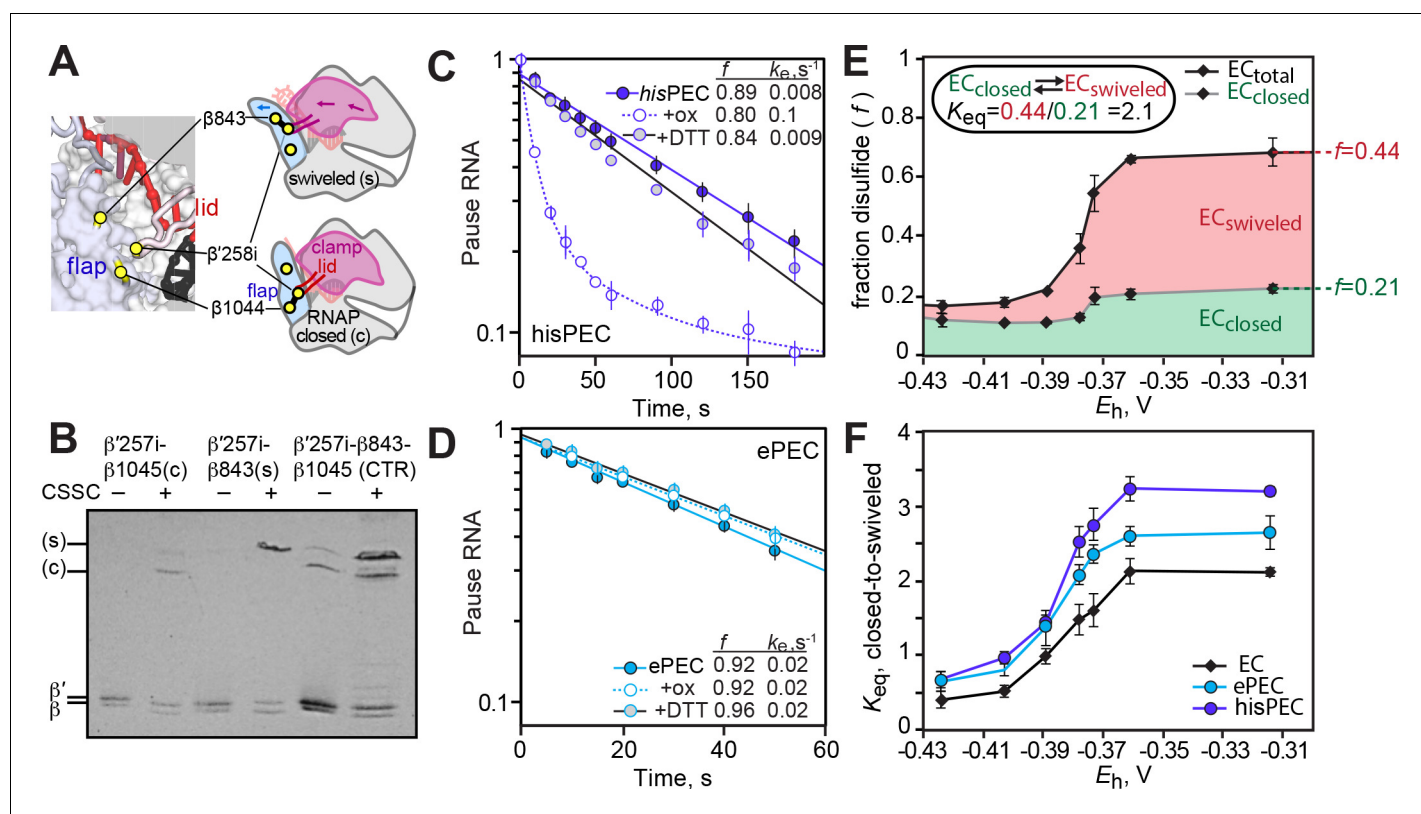 A
β843
swiveled (s)
lid
β′258i
flap
clamp
lid
flap
β1044
RNAP
closed (c)
B
β′257i-
β1045(c)
β′257i-
β843(s)
β′257i-β843-
β1045 (CTR)
CSSC − + − + − +
(s)
(c)
β′
β
C
Pause RNA
1
0.1
f ke,s-1
hisPEC 0.89 0.008
+ox 0.80 0.1
+DTT 0.84 0.009
hisPEC
0 50 100 150
Time, s
D
Pause RNA
1
0.1
ePEC
f ke,s-1
ePEC 0.92 0.02
+ox 0.92 0.02
+DTT 0.96 0.02
0 20 40 60
Time, s
E
fraction disulfide (f)
1
0.8
0.6
0.4
0.2
0
ECclosed ECswiveled
Keq=0.44/0.21 =2.1
ECtotal
ECclosed
f=0.44
ECswiveled
f=0.21
ECclosed
-0.43 -0.41 -0.39 -0.37 -0.35 -0.33 -0.31
Eh, V
F
Keq, closed-to-swiveled
4
3
2
1
0
EC
ePEC
hisPEC
-0.43 -0.41 -0.39 -0.37 -0.35 -0.33 -0.31
Eh, V